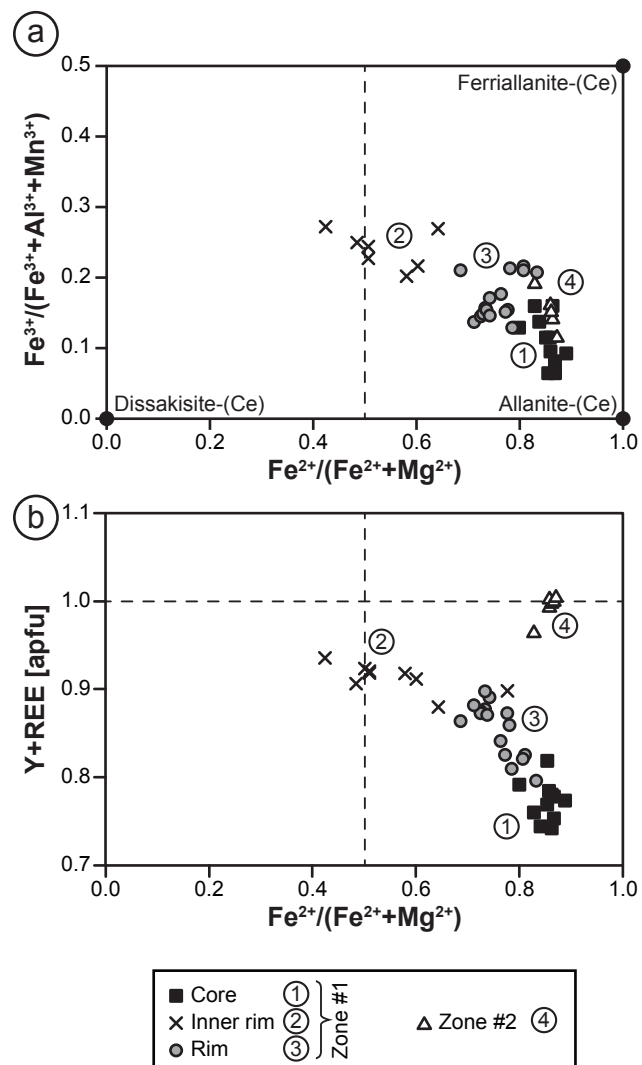 a
0.5
Ferriallanite-(Ce)
0.4
0.3
2
3
0.2
4
0.1
1
Dissakisite-(Ce)
Allanite-(Ce)
0.0
0.0 0.2 0.4 0.6 0.8 1.0
Fe³⁺/(Fe³⁺+Al³⁺+Mn³⁺)
Fe²⁺/(Fe²⁺+Mg²⁺)
b
1.1
1.0
4
2
0.9
3
0.8
1
0.7
0.0 0.2 0.4 0.6 0.8 1.0
Y+REE [apfu]
Fe²⁺/(Fe²⁺+Mg²⁺)
Core 1
Inner rim 2
Rim 3
Zone #1
Zone #2 4